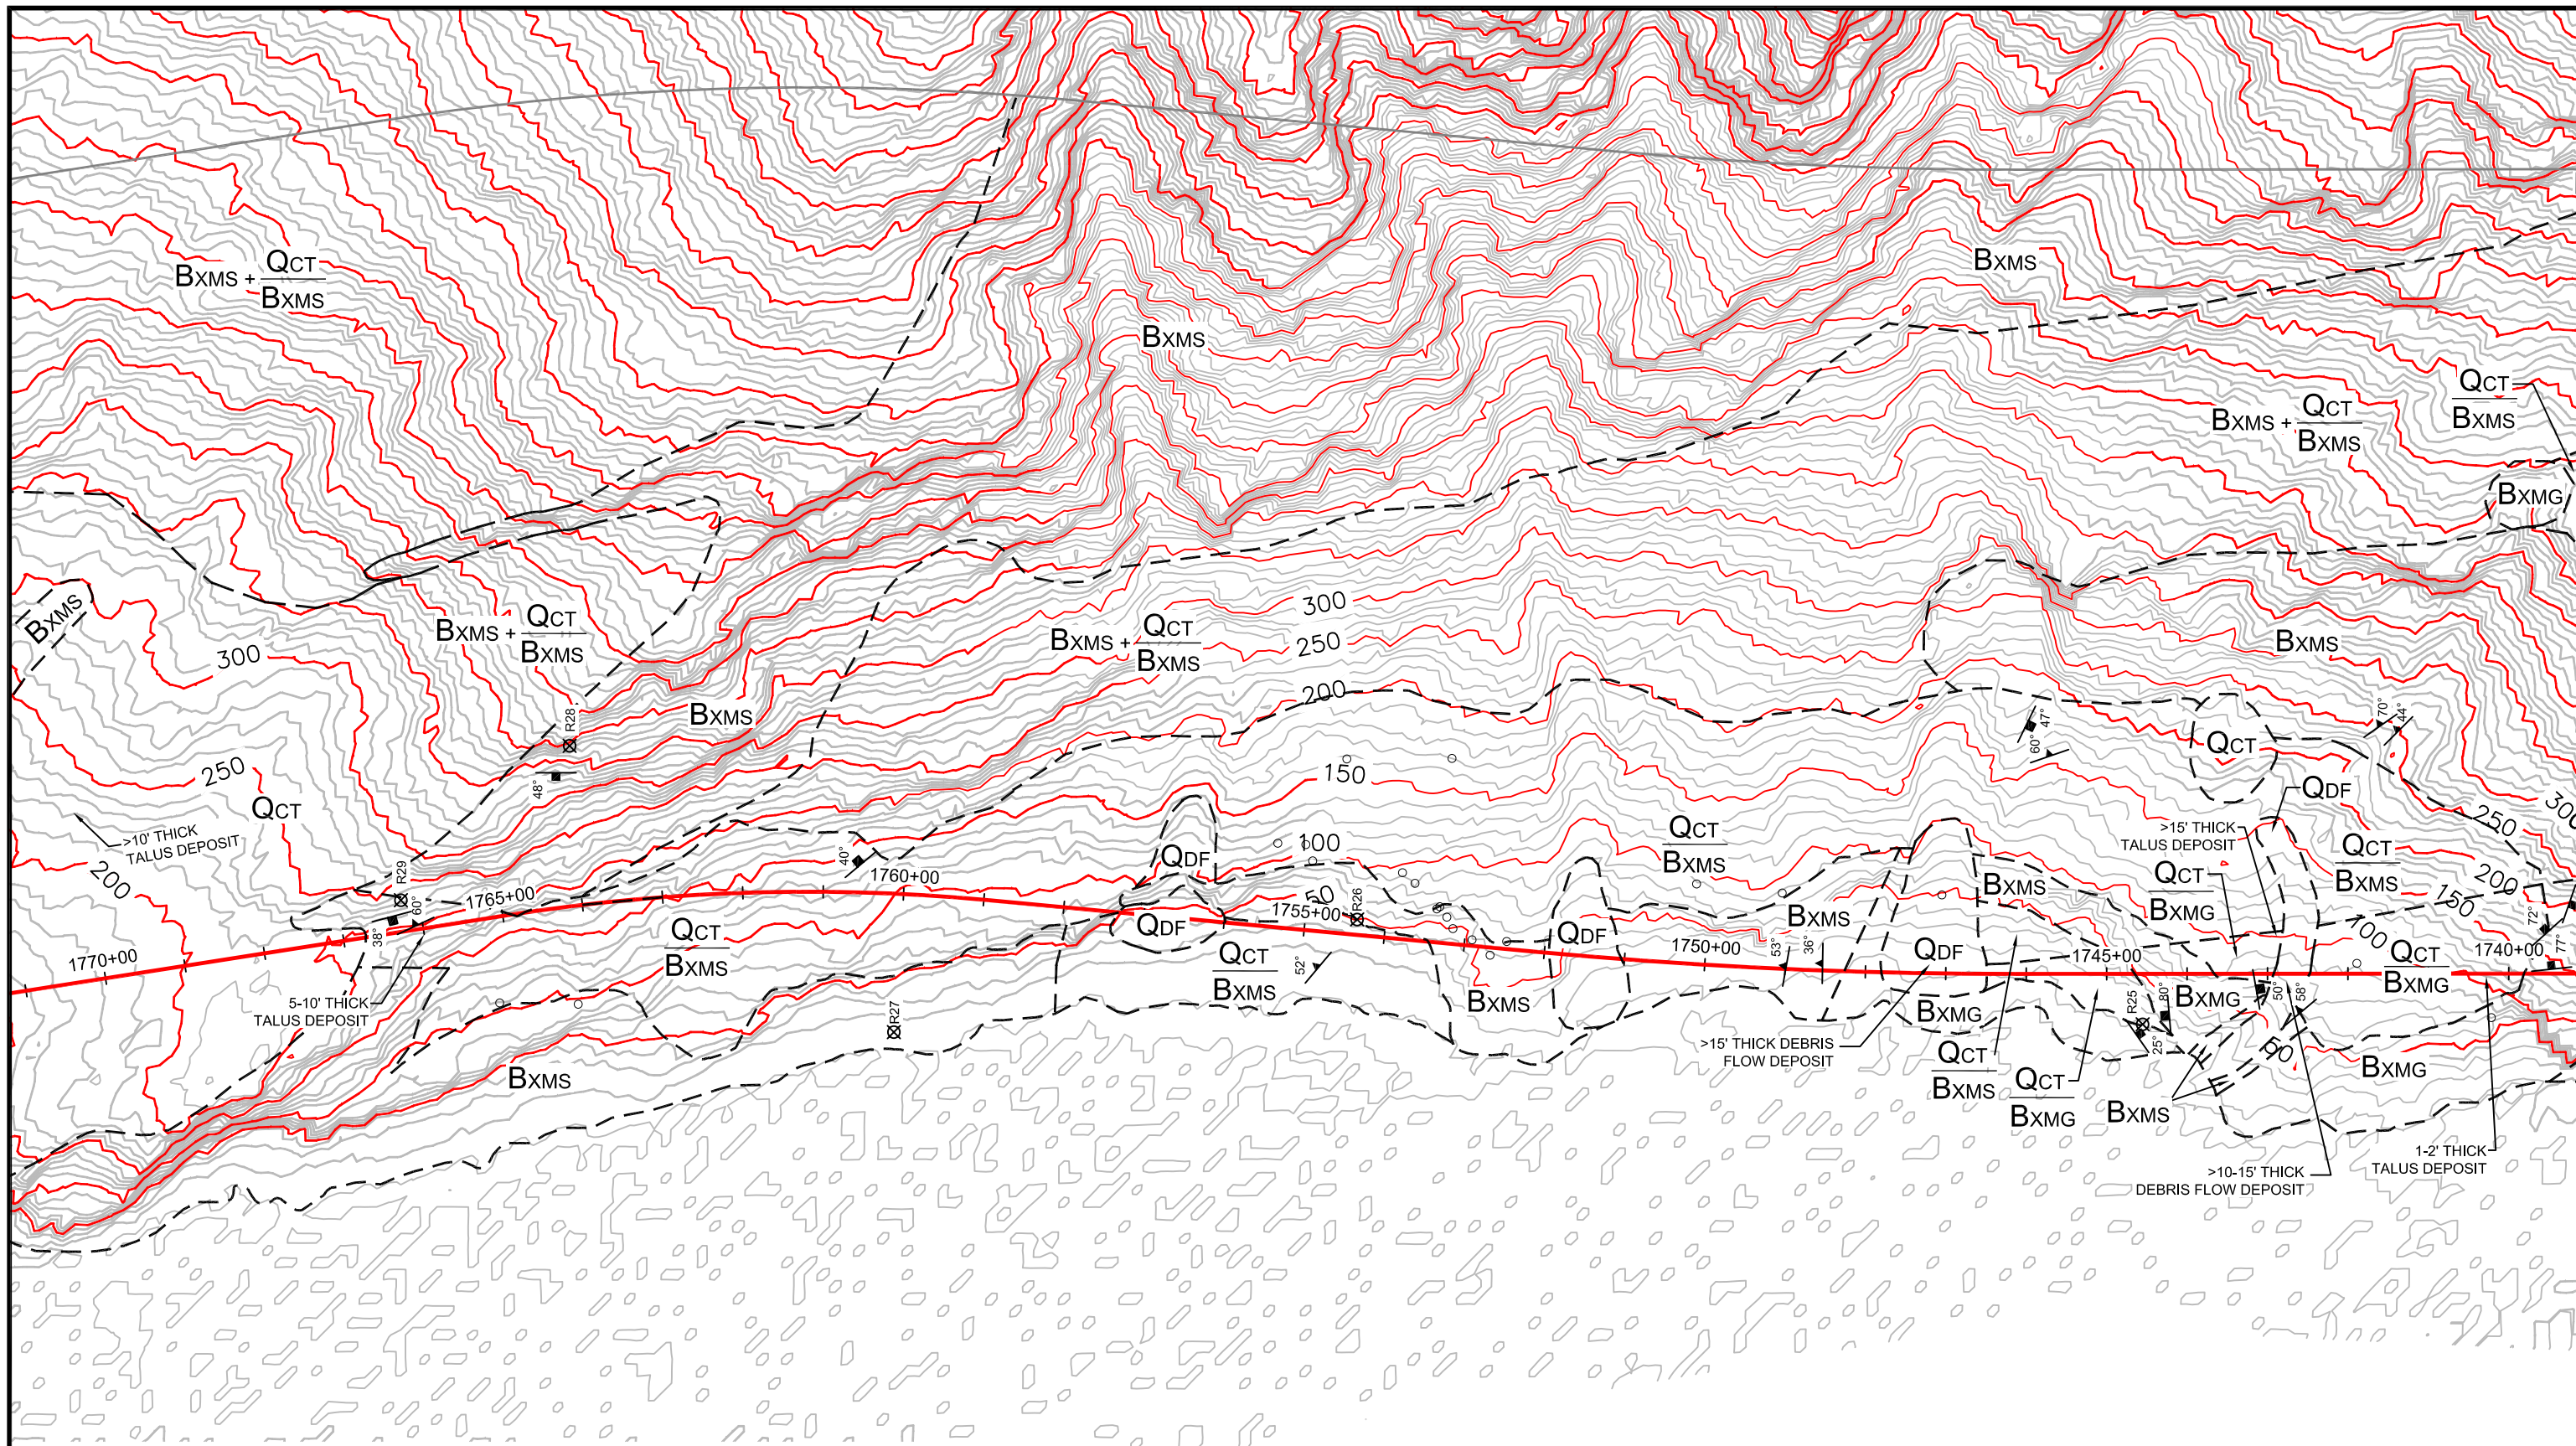 BXMS + QCT
BXMS
BXMS
BXMS
QCT
BXMS
BXMS + QCT
BXMS
BXMG
BXMS
300
BXMS + QCT
BXMS
300
BXMS + QCT
BXMS
250
BXMS
200
BXMS
R28
48°
250
QCT
>10' THICK
TALUS DEPOSIT
200
150
100
50
60°
47°
70°
44°
QCT
QDF
300
250
200
150
100
50
>15' THICK
TALUS DEPOSIT
QCT
BXMS
QCT
BXMG
QCT
BXMS
QDF
40°
R29
60°
38°
1770+00
1765+00
1760+00
1755+00
1750+00
1745+00
1740+00
R26
QDF
QDF
BXMS
BXMS
QDF
QCT
BXMS
QCT
BXMS
52°
BXMS
53°
36°
72°
77°
QCT
BXMG
5-10' THICK
TALUS DEPOSIT
R27
BXMS
BXMG
R25
80°
25°
BXMG
50°
58°
>15' THICK DEBRIS
FLOW DEPOSIT
QCT
BXMS
QCT
BXMG
BXMS
BXMG
1-2' THICK
TALUS DEPOSIT
>10-15' THICK
DEBRIS FLOW DEPOSIT